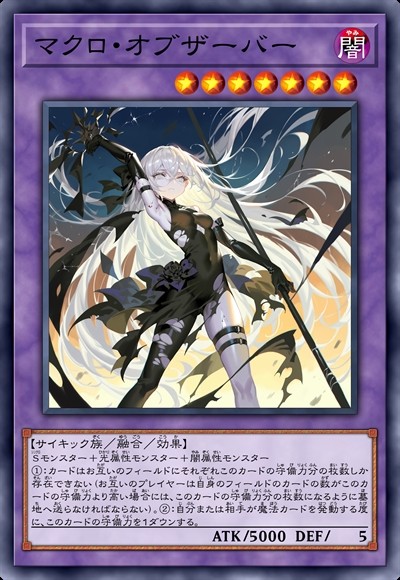 マクロ・オブザーバー
闇
やみ
【サイキック族／融合／効果】
Ｓモンスター＋光属性モンスター＋闇属性モンスター
①：カードはお互いのフィールドにそれぞれこのカードの守備力分の枚数しか
存在できない(お互いのプレイヤーは自身のフィールドのカードの数がこの
カードの守備力より高い場合には、このカードの守備力分の枚数になるように墓
地へ送らなければならない)。②：自分または相手が魔法カードを発動する度
に、このカードの守備力を1ダウンする。
ATK/5000 DEF/ 5